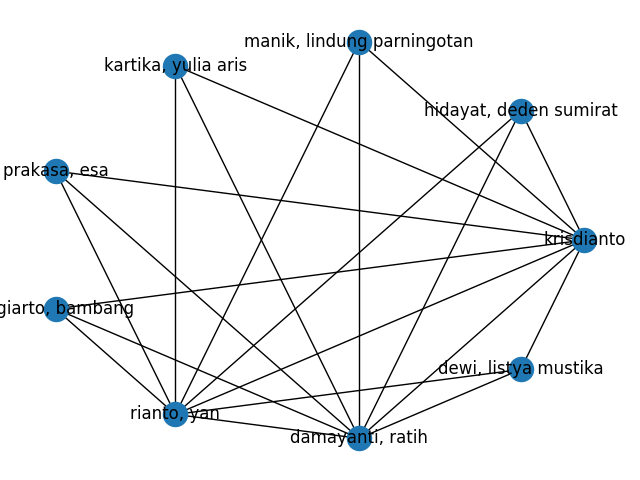 manik, lindung parningotan
kartika, yulia aris
hidayat, deden sumirat
prakasa, esa
krisdianto
giarto, bambang
dewi, listya mustika
rianto, yan
damayanti, ratih